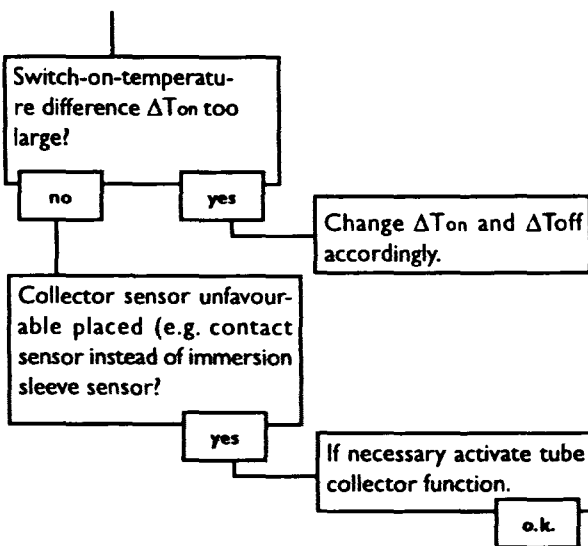 Switch-on-temperatu-
re difference ΔTon too
large?
no
yes
Change ΔTon and ΔToff
accordingly.
Collector sensor unfavour-
able placed (e.g. contact
sensor instead of immersion
sleeve sensor?
yes
If necessary activate tube
collector function.
o.k.